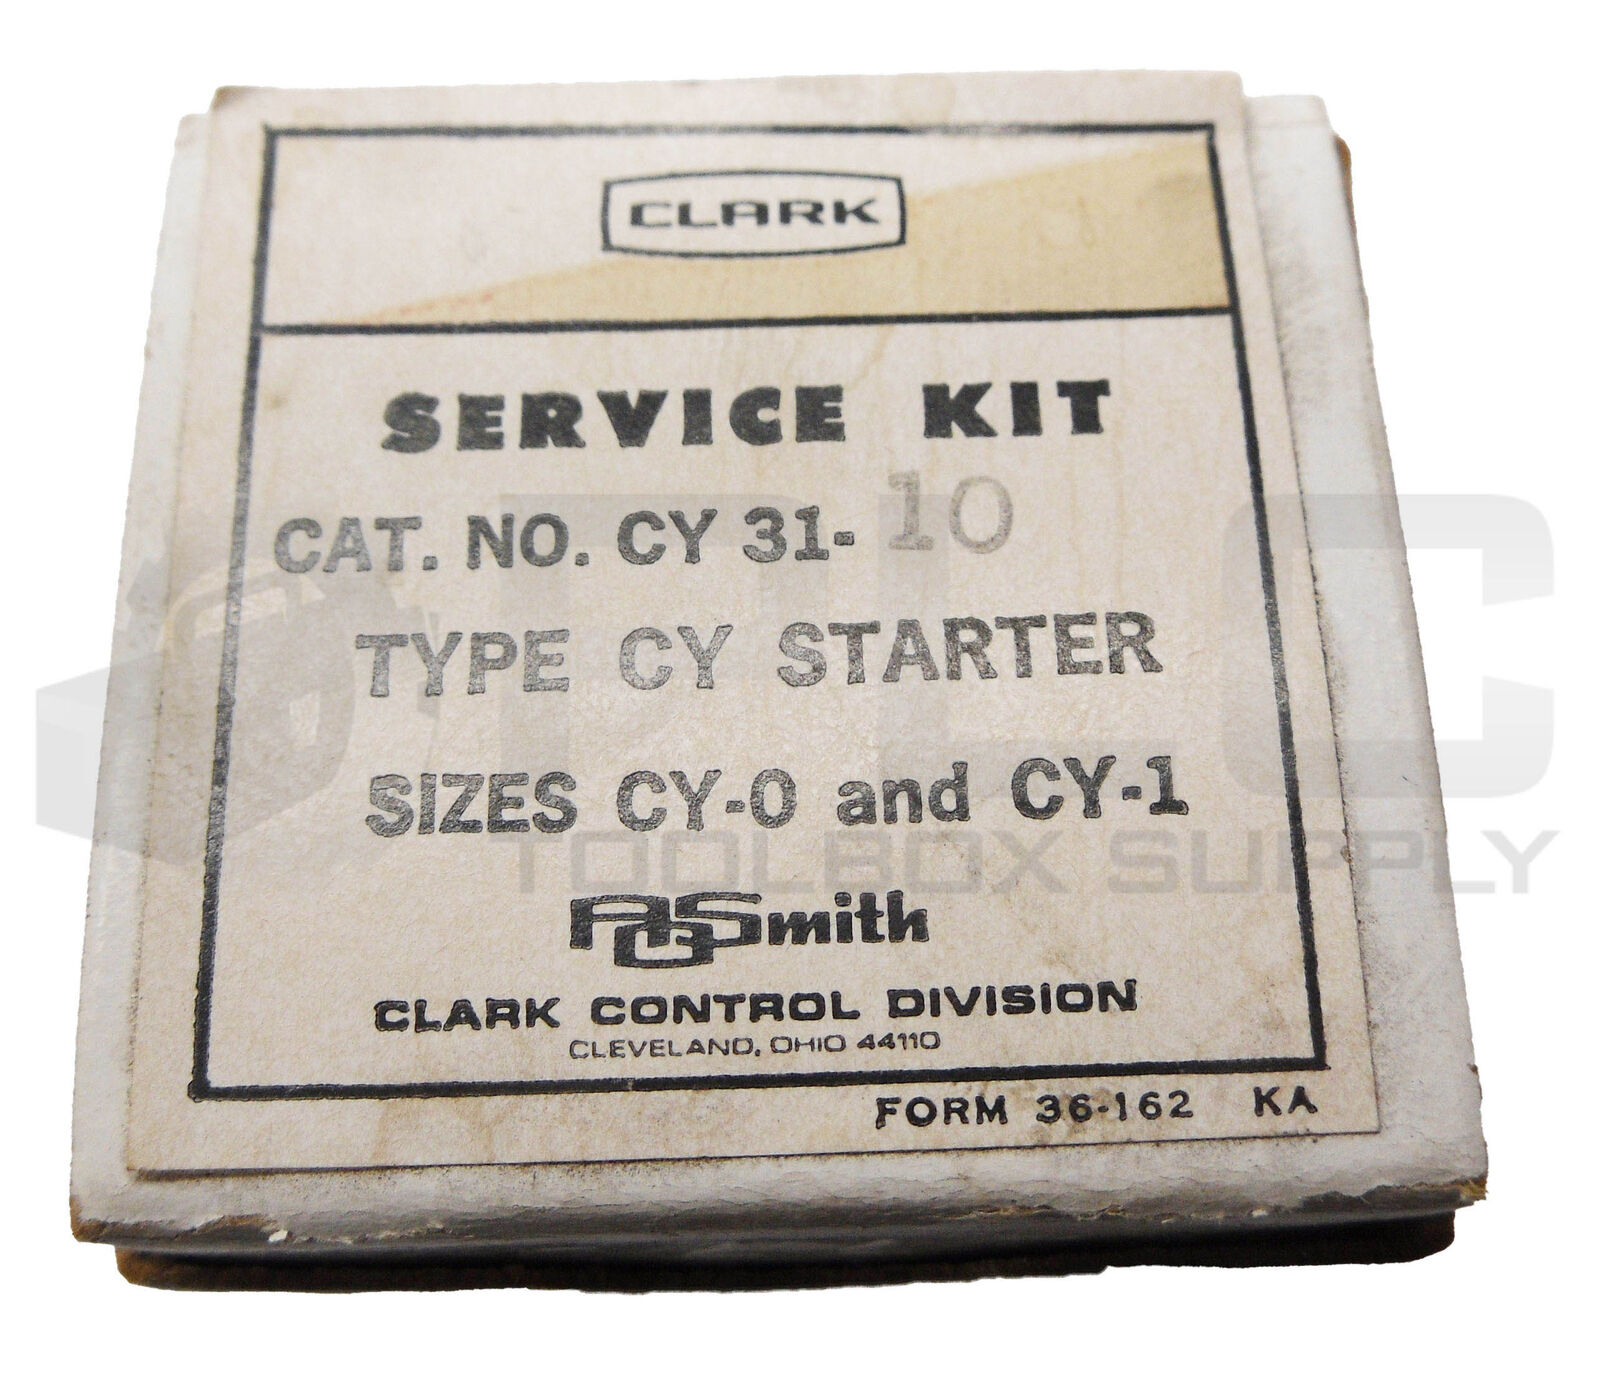 CLARK
SERVICE KIT
CAT. NO. CY 31-10
TYPE CY STARTER
SIZES CY-0 and CY-1
AOSmith
CLARK CONTROL DIVISION
CLEVELAND, OHIO 44110
FORM 36-162 KA
PLC
TOOLBOX SUPPLY